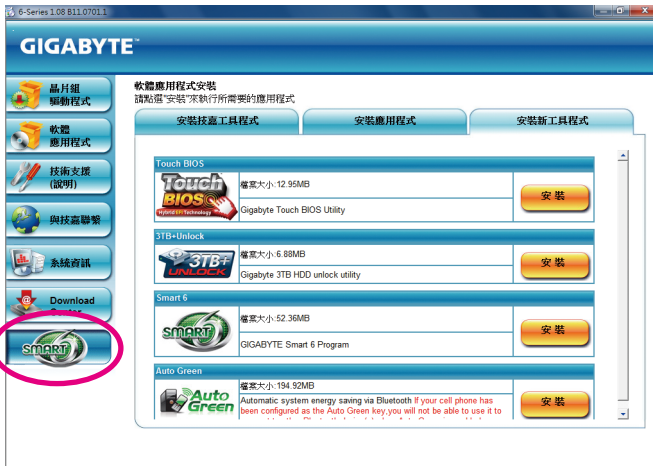 6-Series 1.08 B11.0701.1
GIGABYTE™
晶片組
驅動程式
軟體
應用程式
技術支援
(說明)
與技嘉聯繫
系統資訊
Download
SMART
軟體應用程式安裝
請點選"安裝"來執行所需要的應用程式
安裝技嘉工具程式
安裝應用程式
安裝新工具程式
Touch BIOS
Touch
BIOS
Hybrid EFI Technology
檔案大小:12.95MB
Gigabyte Touch BIOS Utility
安裝
3TB+Unlock
3TB+
UNLOCK
檔案大小:6.88MB
Gigabyte 3TB HDD unlock utility
安裝
Smart 6
SMART
檔案大小:52.36MB
GIGABYTE Smart 6 Program
安裝
Auto Green
Auto
Green
檔案大小:194.92MB
Automatic system energy saving via Bluetooth If your cell phone has
been configured as the Auto Green key,you will not be able to use it to
安裝